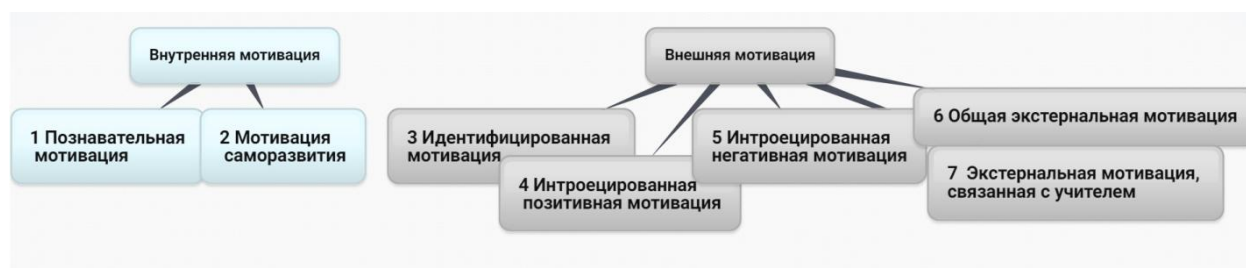 Внутренняя мотивация
Внешняя мотивация
1 Познавательная
мотивация
2 Мотивация
саморазвития
3 Идентифицированная
мотивация
4 Интроецированная
позитивная мотивация
5 Интроецированная
негативная мотивация
6 Общая экстернальная мотивация
7 Экстернальная мотивация,
связанная с учителем